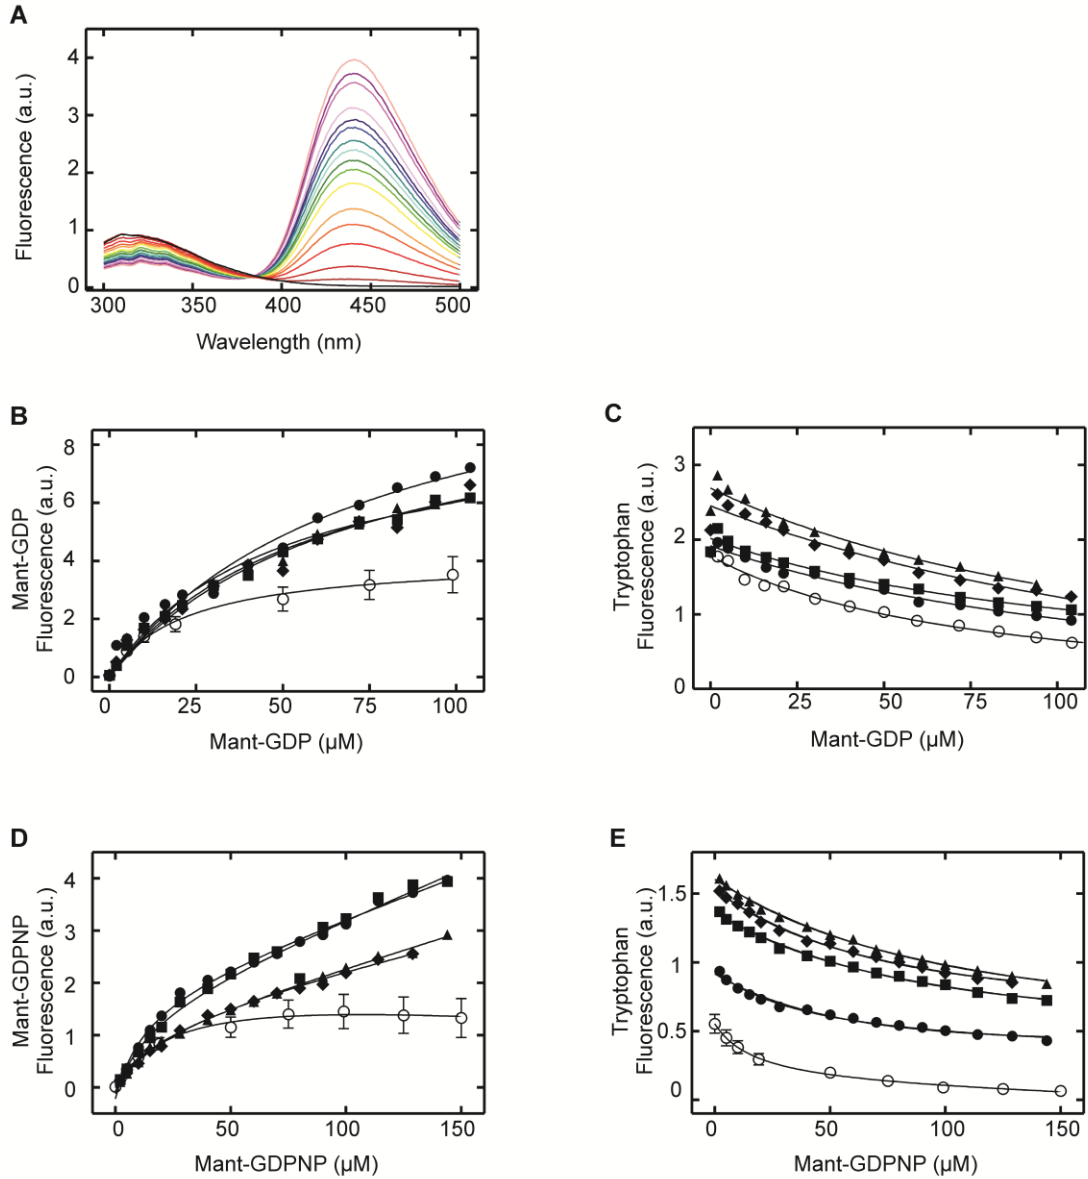 A
Fluorescence (a.u.)
4
3
2
1
0
300 350 400 450 500
Wavelength (nm)
B
Mant-GDP
Fluorescence (a.u.)
8
6
4
2
0
0 25 50 75 100
Mant-GDP (µM)
C
Tryptophan
Fluorescence (a.u.)
3
2
1
0
0 25 50 75 100
Mant-GDP (µM)
D
Mant-GDPNP
Fluorescence (a.u.)
4
3
2
1
0
0 50 100 150
Mant-GDPNP (µM)
E
Tryptophan
Fluorescence (a.u.)
1.5
1
0.5
0
0 50 100 150
Mant-GDPNP (µM)